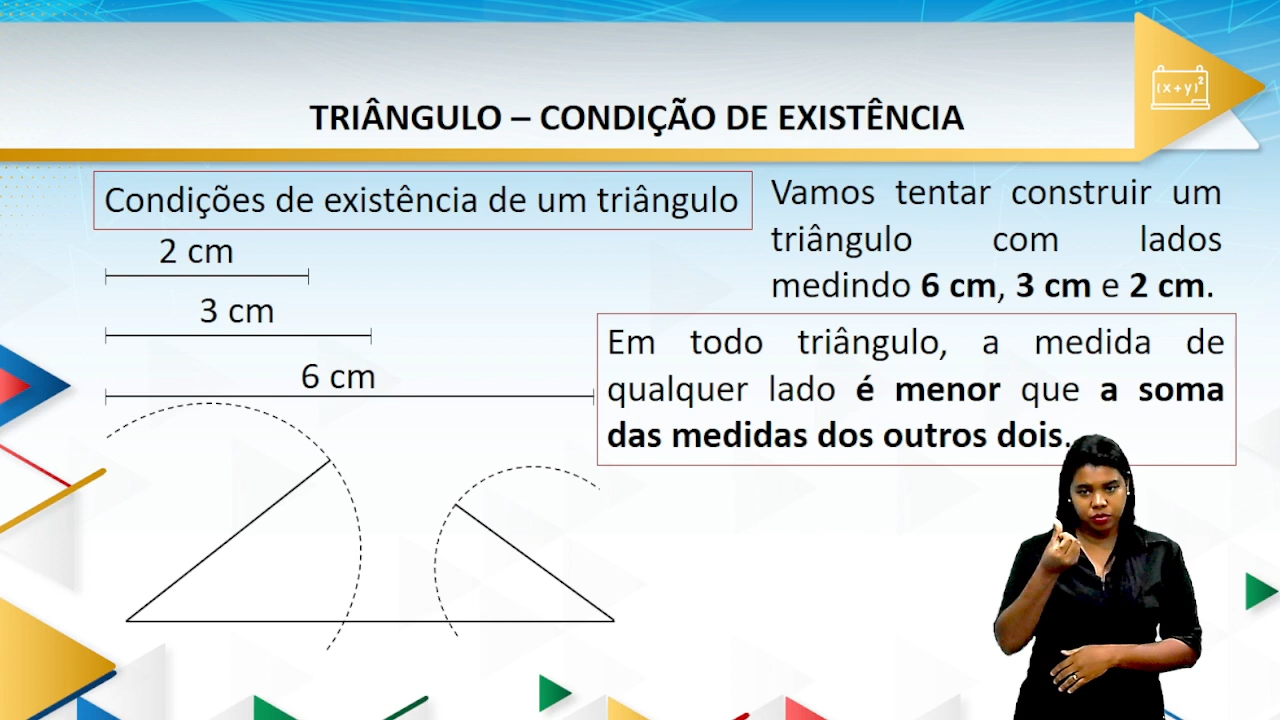 (x+y)²
TRIÂNGULO – CONDIÇÃO DE EXISTÊNCIA
Condições de existência de um triângulo
2 cm
3 cm
6 cm
Vamos tentar construir um
triângulo com lados
medindo 6 cm, 3 cm e 2 cm.
Em todo triângulo, a medida de
qualquer lado é menor que a soma
das medidas dos outros dois.